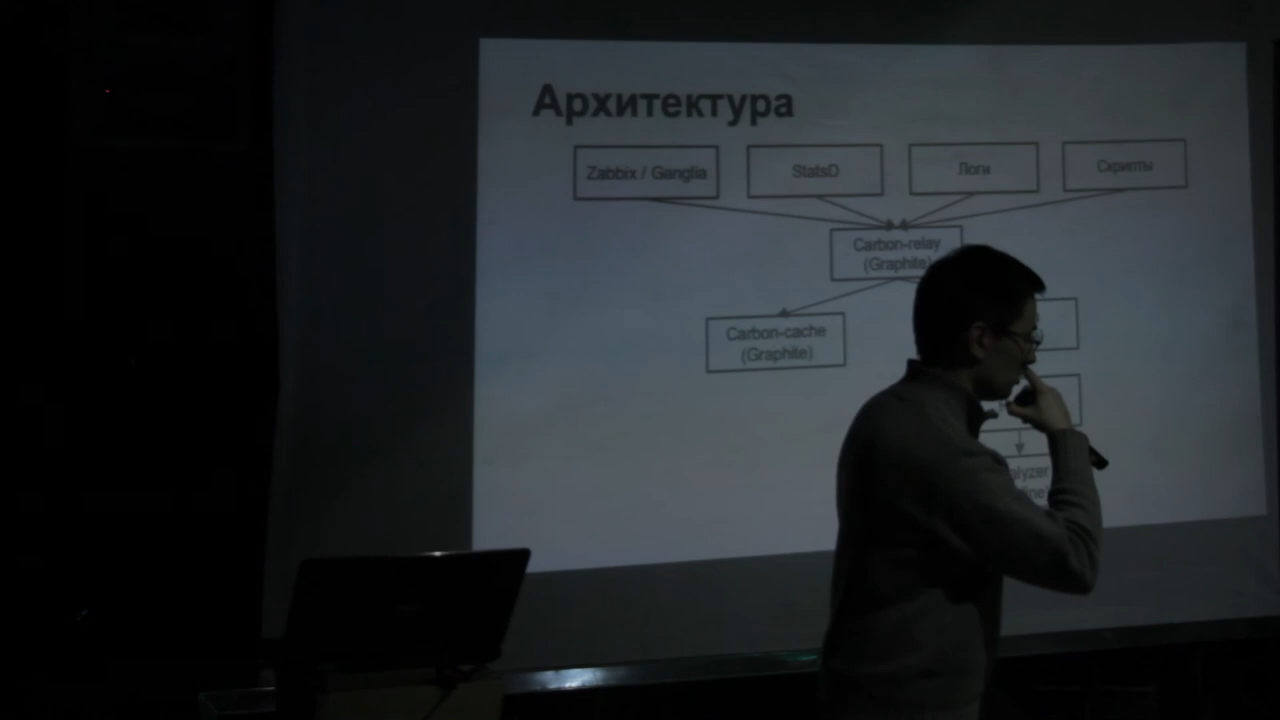 Архитектура
Zabbix / Ganglia
StatsD
Логи
Скрипты
Carbon-relay
(Graphite)
Carbon-cache
(Graphite)